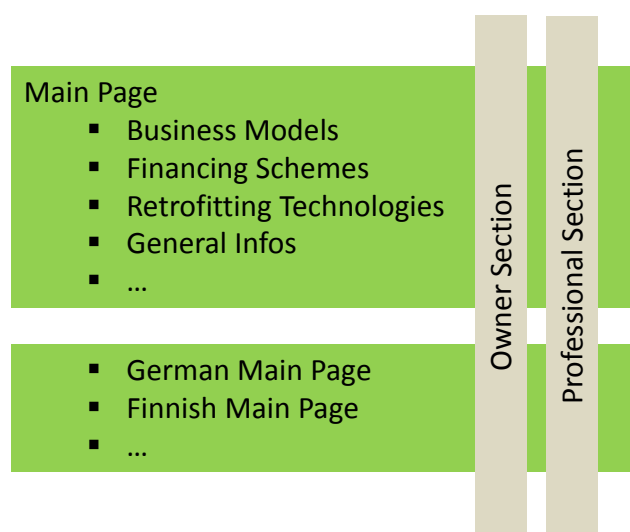 Main Page
▪ Business Models
▪ Financing Schemes
▪ Retrofitting Technologies
▪ General Infos
▪ …
▪ German Main Page
▪ Finnish Main Page
▪ …
Owner Section
Professional Section